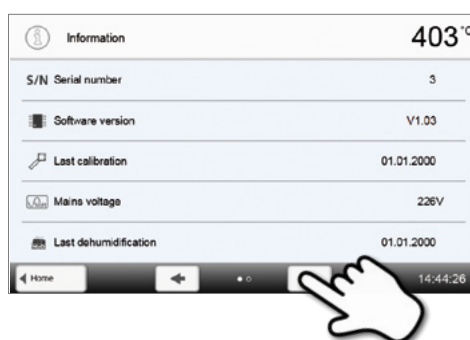 Information 403 °C
S/N Serial number 3
Software version V1.03
Last calibration 01.01.2000
Mains voltage 226V
Last dehumidification 01.01.2000
Home 14:44:26